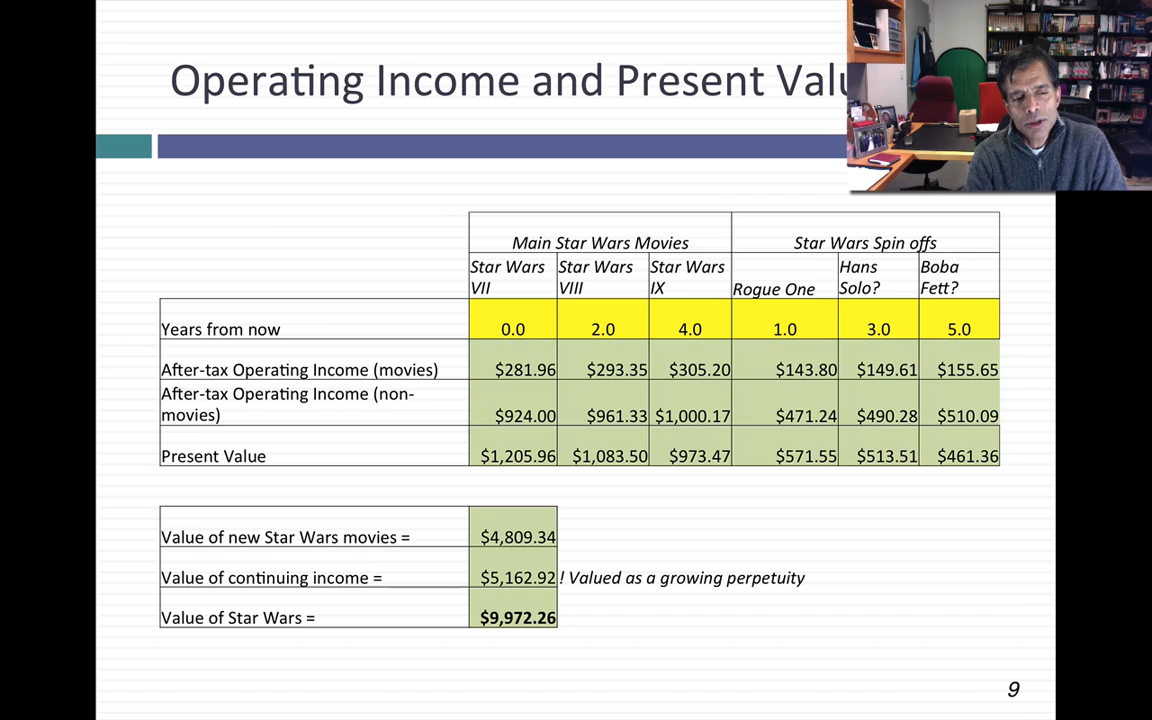 Operating Income and Present Valu
Main Star Wars Movies Star Wars Spin offs
Star Wars VII Star Wars VIII Star Wars IX Rogue One Hans Solo? Boba Fett?
Years from now 0.0 2.0 4.0 1.0 3.0 5.0
After-tax Operating Income (movies) $281.96 $293.35 $305.20 $143.80 $149.61 $155.65
After-tax Operating Income (non-movies) $924.00 $961.33 $1,000.17 $471.24 $490.28 $510.09
Present Value $1,205.96 $1,083.50 $973.47 $571.55 $513.51 $461.36
Value of new Star Wars movies = $4,809.34
Value of continuing income = $5,162.92 ! Valued as a growing perpetuity
Value of Star Wars = $9,972.26
9